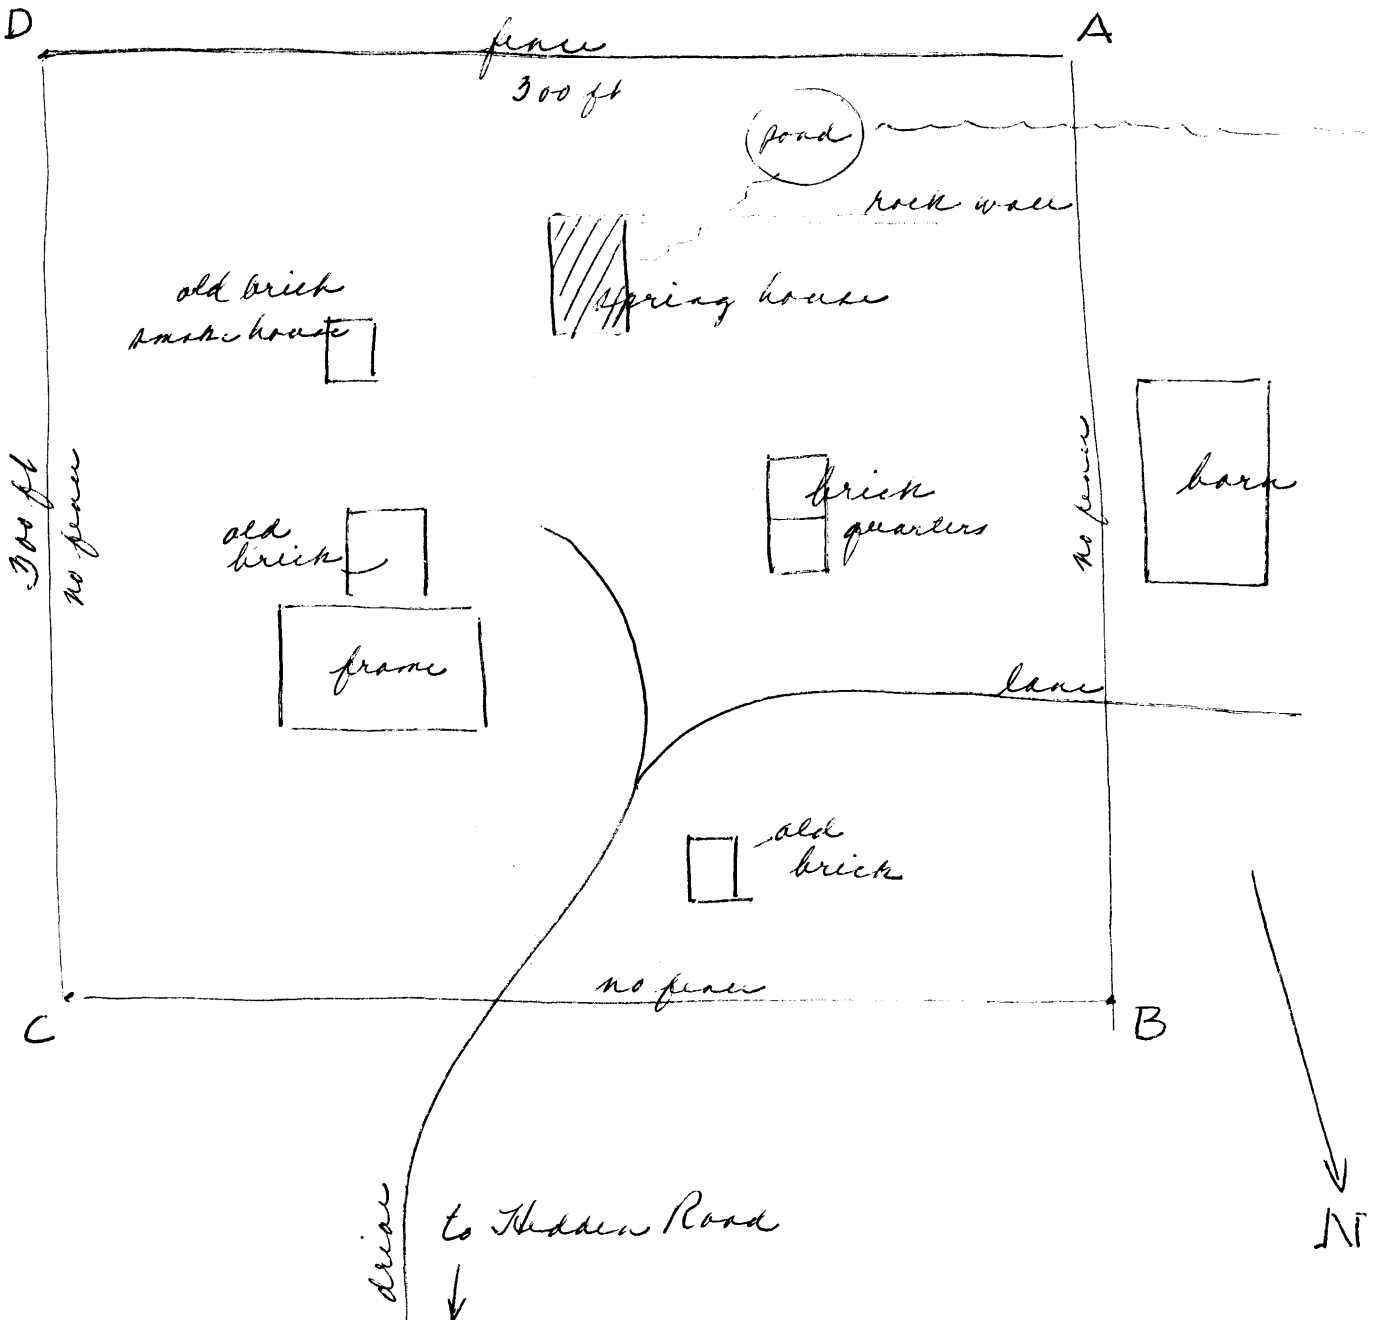 D
A
fence
300 ft
pond
rock wall
old brick
smoke house
spring house
300 ft
no fence
brick
quarters
no fence
barn
old
brick
frame
lane
old
brick
no fence
C
B
drive
to Hedden Road
N